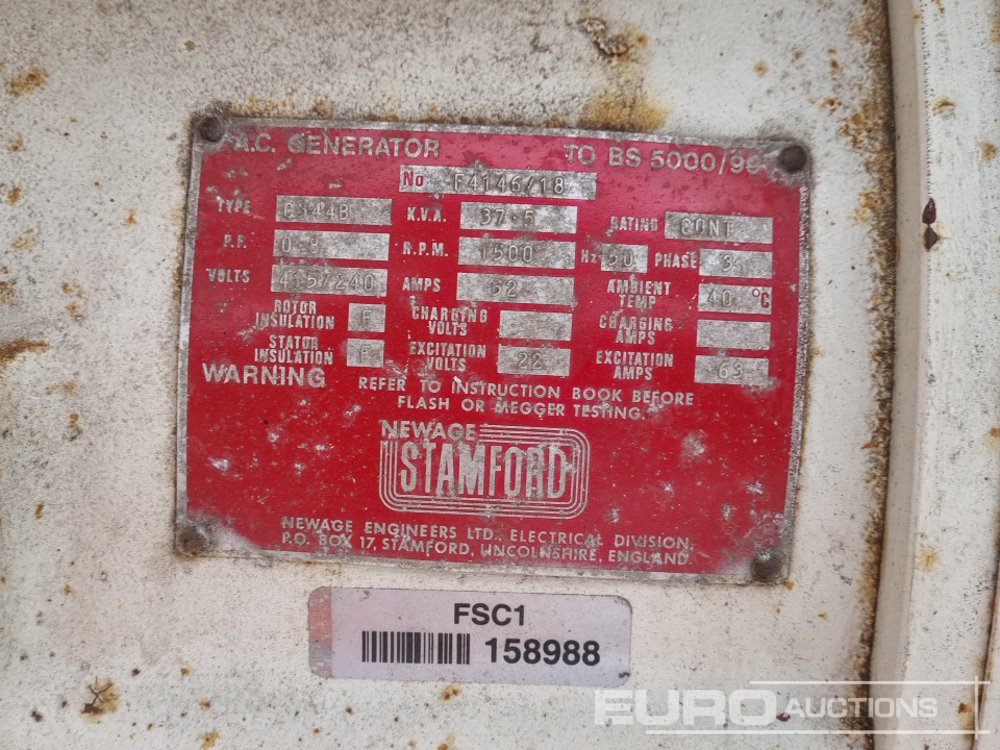 A.C. GENERATOR TO BS 5000/99
No F4146/18
TYPE C344B K.V.A. 37·5 RATING CONT
P.F. R.P.M. 1500 Hz 50 PHASE 3
VOLTS 415/240 AMPS 52 AMBIENT TEMP 40 °C
ROTOR INSULATION F CHARGING VOLTS CHARGING AMPS
STATOR INSULATION F EXCITATION VOLTS 22 EXCITATION AMPS
WARNING REFER TO INSTRUCTION BOOK BEFORE
FLASH OR MEGGER TESTING.
NEWAGE
STAMFORD
NEWAGE ENGINEERS LTD., ELECTRICAL DIVISION,
P.O. BOX 17, STAMFORD, LINCOLNSHIRE, ENGLAND.
FSC1
158988
EURO AUCTIONS